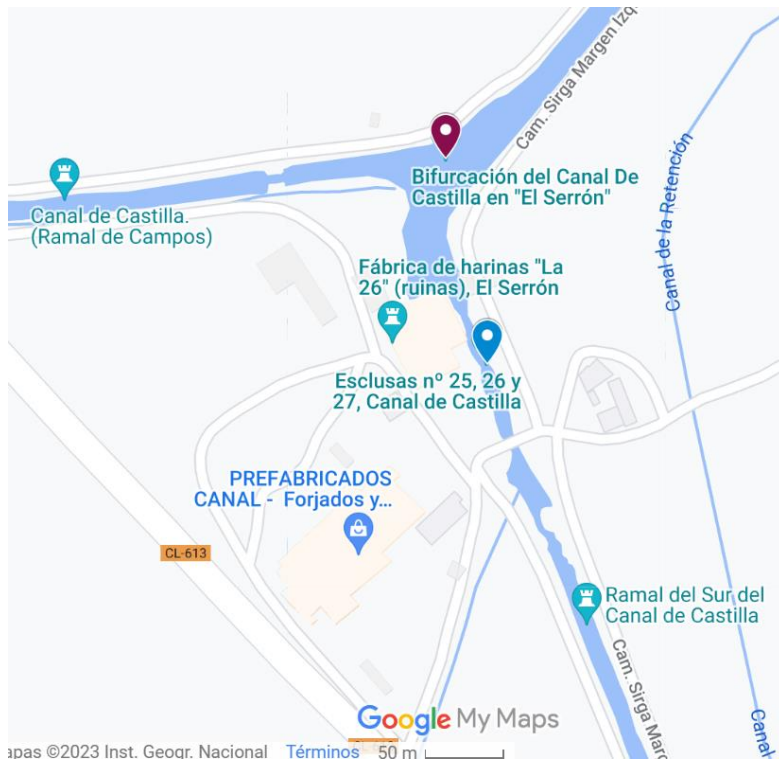 Cam. Sirga Margen Izq
Bifurcación del Canal De
Castilla en "El Serrón"
Canal de Castilla.
(Ramal de Campos)
Canal de la Retención
Fábrica de harinas "La
26" (ruinas), El Serrón
Esclusas nº 25, 26 y
27, Canal de Castilla
PREFABRICADOS
CANAL - Forjados y...
CL-613
Ramal del Sur del
Canal de Castilla
Cam. Sirga Marg
Canal
Google My Maps
apas ©2023 Inst. Geogr. Nacional Términos 50 m